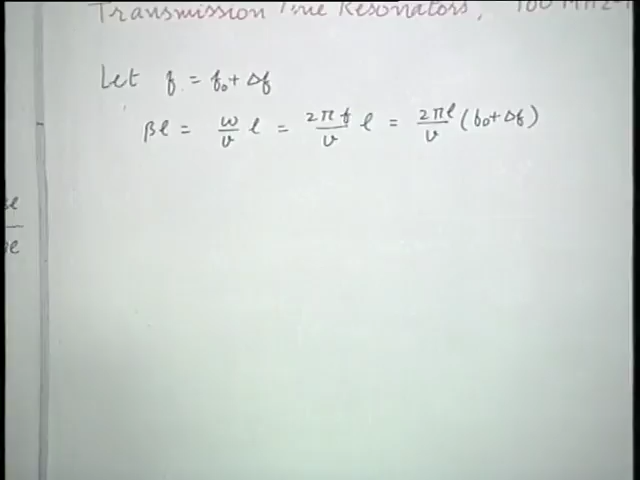 Transmission line Resonators, 100 MHz
Let f = f₀ + Δf
βl = ω/v l = 2πf/v l = 2πl/v (f₀ + Δf)